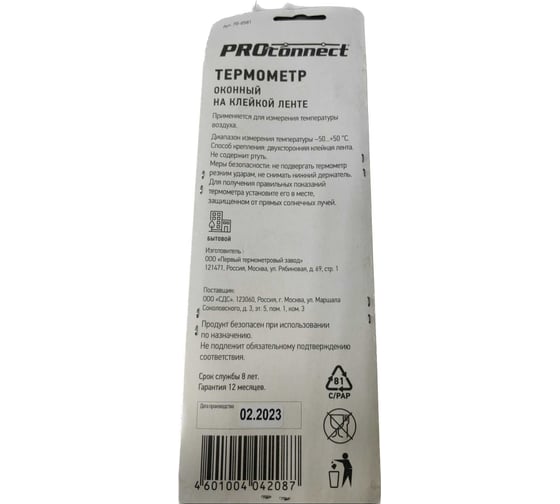 Арт. 70-0581
PROconnect
ТЕРМОМЕТР
ОКОННЫЙ
НА КЛЕЙКОЙ ЛЕНТЕ
Применяется для измерения температуры
воздуха.
Диапазон измерения температуры –50...+50 °С
Способ крепления: двухсторонняя клейкая лента.
Не содержит ртуть.
Меры безопасности: не подвергать термометр
резким ударам, не снимать нижний держатель.
Для получения правильных показаний
термометра установите его в месте,
защищенном от прямых солнечных лучей.
БЫТОВОЙ
Изготовитель:
ООО «Первый термометровый завод»
121471, Россия, Москва, ул. Рябиновая, д. 69, стр. 1
Поставщик:
ООО «СДС». 123060, Россия, г. Москва, ул. Маршала
Соколовского, д. 3, эт. 5, пом. 1, ком. 3
Продукт безопасен при использовании
по назначению.
Не подлежит обязательному подтверждению
соответствия.
Срок службы 8 лет.
Гарантия 12 месяцев.
81
C/PAP
Дата производства:
02.2023
4601004042087